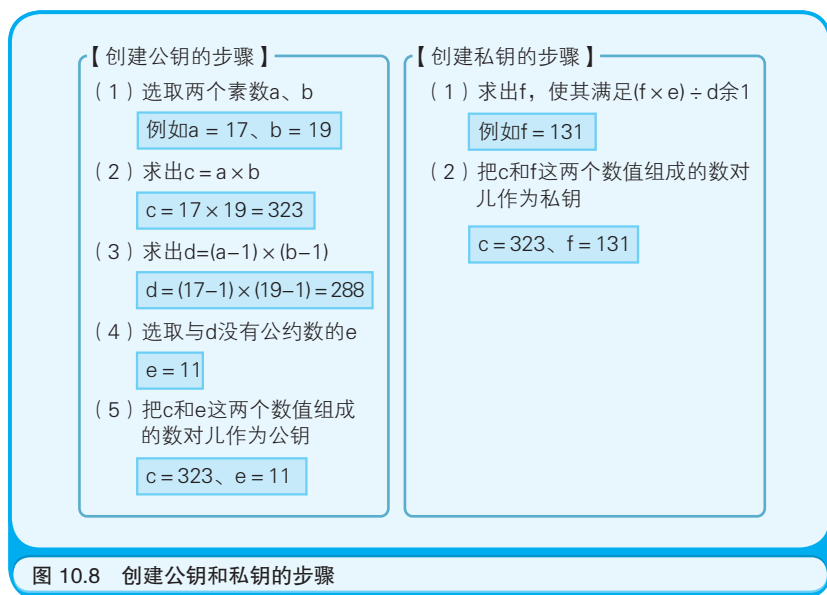 【创建公钥的步骤】
（1）选取两个素数a、b
例如a = 17、b = 19
（2）求出c = a × b
c = 17 × 19 = 323
（3）求出d=(a–1) × (b–1)
d = (17–1) × (19–1) = 288
（4）选取与d没有公约数的e
e = 11
（5）把c和e这两个数值组成
的数对儿作为公钥
c = 323、e = 11
【创建私钥的步骤】
（1）求出f，使其满足(f × e) ÷ d余1
例如f = 131
（2）把c和f这两个数值组成的数对
儿作为私钥
c = 323、f = 131
图 10.8 创建公钥和私钥的步骤